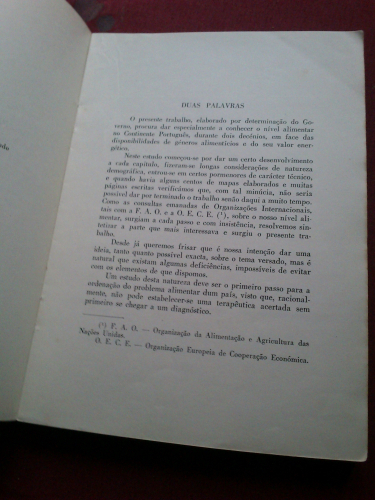 DUAS PALAVRAS
O presente trabalho, elaborado por determinação do Go-
verno, procura dar especialmente a conhecer o nível alimentar
no Continente Português, durante dois decénios, em face das
disponibilidades de géneros alimentícios e do seu valor ener-
gético.
Neste estudo começou-se por dar um certo desenvolvimento
a cada capítulo, fizeram-se longas considerações de natureza
demográfica, entrou-se em certos pormenores de carácter técnico,
e quando havia alguns centos de mapas elaborados e muitas
páginas escritas verificámos que, com tal minúcia, não seria
possível dar por terminado o trabalho senão daqui a muito tempo.
Como as consultas emanadas de Organizações Internacionais,
tais como a F. A. O. e a O. E. C. E. (¹), sobre o nosso nível ali-
mentar, surgiam a cada passo e com insistência, resolvemos sin-
tetizar a parte que mais interessava e surgiu o presente tra-
balho.
Desde já queremos frisar que é nossa intenção dar uma
ideia, tanto quanto possível exacta, sobre o tema versado, mas é
natural que existam algumas deficiências, impossíveis de evitar
com os elementos de que dispomos.
Um estudo desta natureza deve ser o primeiro passo para a
ordenação do problema alimentar dum país, visto que, racional-
mente, não pode estabelecer-se uma terapêutica acertada sem
primeiro se chegar a um diagnóstico.
(¹) F. A. O. — Organização da Alimentação e Agricultura das
Nações Unidas.
O. E. C. E. — Organização Europeia de Cooperação Económica.